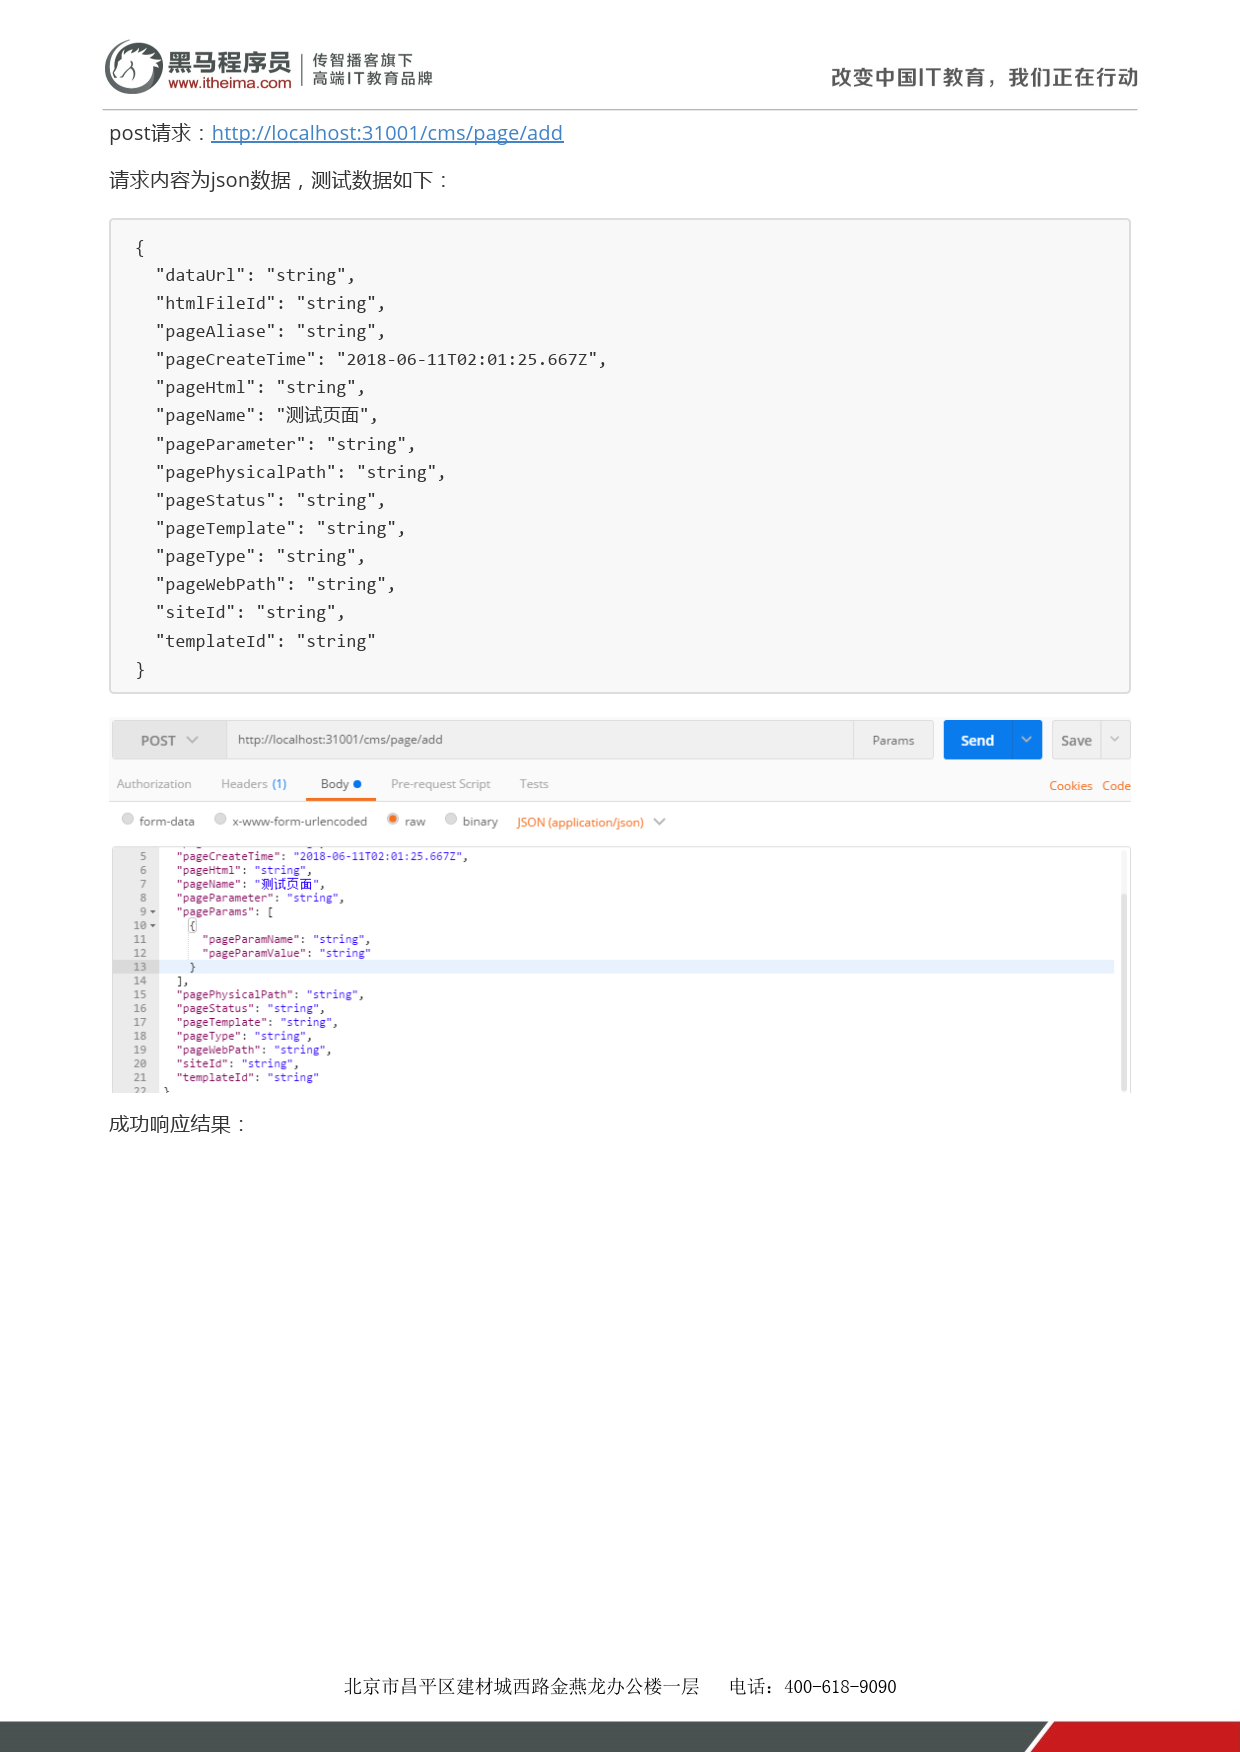 黑马程序员
www.itheima.com
传智播客旗下
高端IT教育品牌
改变中国IT教育，我们正在行动
post请求：http://localhost:31001/cms/page/add
请求内容为json数据，测试数据如下：
{
  "dataUrl": "string",
  "htmlFileId": "string",
  "pageAliase": "string",
  "pageCreateTime": "2018-06-11T02:01:25.667Z",
  "pageHtml": "string",
  "pageName": "测试页面",
  "pageParameter": "string",
  "pagePhysicalPath": "string",
  "pageStatus": "string",
  "pageTemplate": "string",
  "pageType": "string",
  "pageWebPath": "string",
  "siteId": "string",
  "templateId": "string"
}
POST http://localhost:31001/cms/page/add Params Send Save
Authorization Headers (1) Body Pre-request Script Tests Cookies Code
form-data x-www-form-urlencoded raw binary JSON (application/json)
5 "pageCreateTime": "2018-06-11T02:01:25.667Z",
6 "pageHtml": "string",
7 "pageName": "测试页面",
8 "pageParameter": "string",
9 "pageParams": [
10 {
11 "pageParamName": "string",
12 "pageParamValue": "string"
13 }
14 ],
15 "pagePhysicalPath": "string",
16 "pageStatus": "string",
17 "pageTemplate": "string",
18 "pageType": "string",
19 "pageWebPath": "string",
20 "siteId": "string",
21 "templateId": "string"
22 }
成功响应结果：
北京市昌平区建材城西路金燕龙办公楼一层 电话：400-618-9090